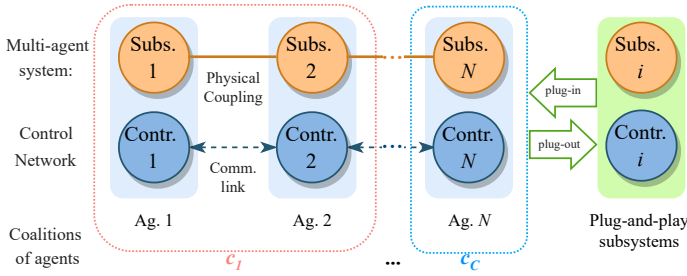 Multi-agent
system:
Subs.
1
Physical
Coupling
Subs.
2
...
Subs.
N
plug-in
Subs.
i
Control
Network
Contr.
1
Comm.
link
Contr.
2
...
Contr.
N
plug-out
Contr.
i
Ag. 1
Ag. 2
Ag. N
Plug-and-play
subsystems
Coalitions
of agents
c1
...
cC